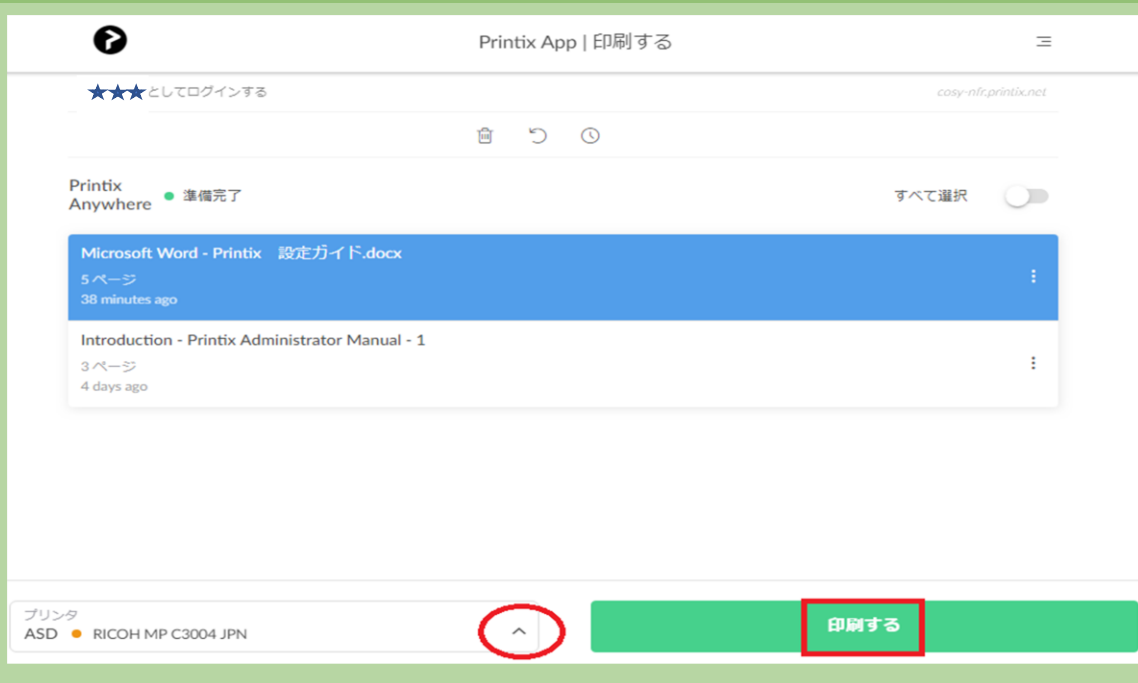 Printix App | 印刷する
★★★としてログインする
cosy-nfr.printix.net
Printix
Anywhere
準備完了
すべて選択
Microsoft Word - Printix　設定ガイド.docx
5 ページ
38 minutes ago
Introduction - Printix Administrator Manual - 1
3 ページ
4 days ago
プリンタ
ASD RICOH MP C3004 JPN
印刷する